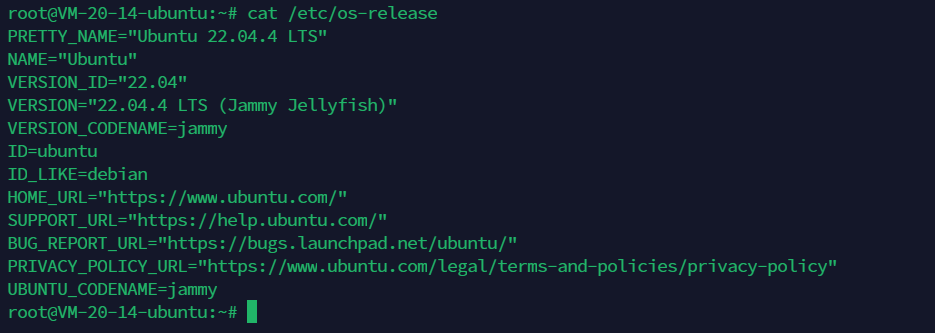 root@VM-20-14-ubuntu:~# cat /etc/os-release
PRETTY_NAME="Ubuntu 22.04.4 LTS"
NAME="Ubuntu"
VERSION_ID="22.04"
VERSION="22.04.4 LTS (Jammy Jellyfish)"
VERSION_CODENAME=jammy
ID=ubuntu
ID_LIKE=debian
HOME_URL="https://www.ubuntu.com/"
SUPPORT_URL="https://help.ubuntu.com/"
BUG_REPORT_URL="https://bugs.launchpad.net/ubuntu/"
PRIVACY_POLICY_URL="https://www.ubuntu.com/legal/terms-and-policies/privacy-policy"
UBUNTU_CODENAME=jammy
root@VM-20-14-ubuntu:~#